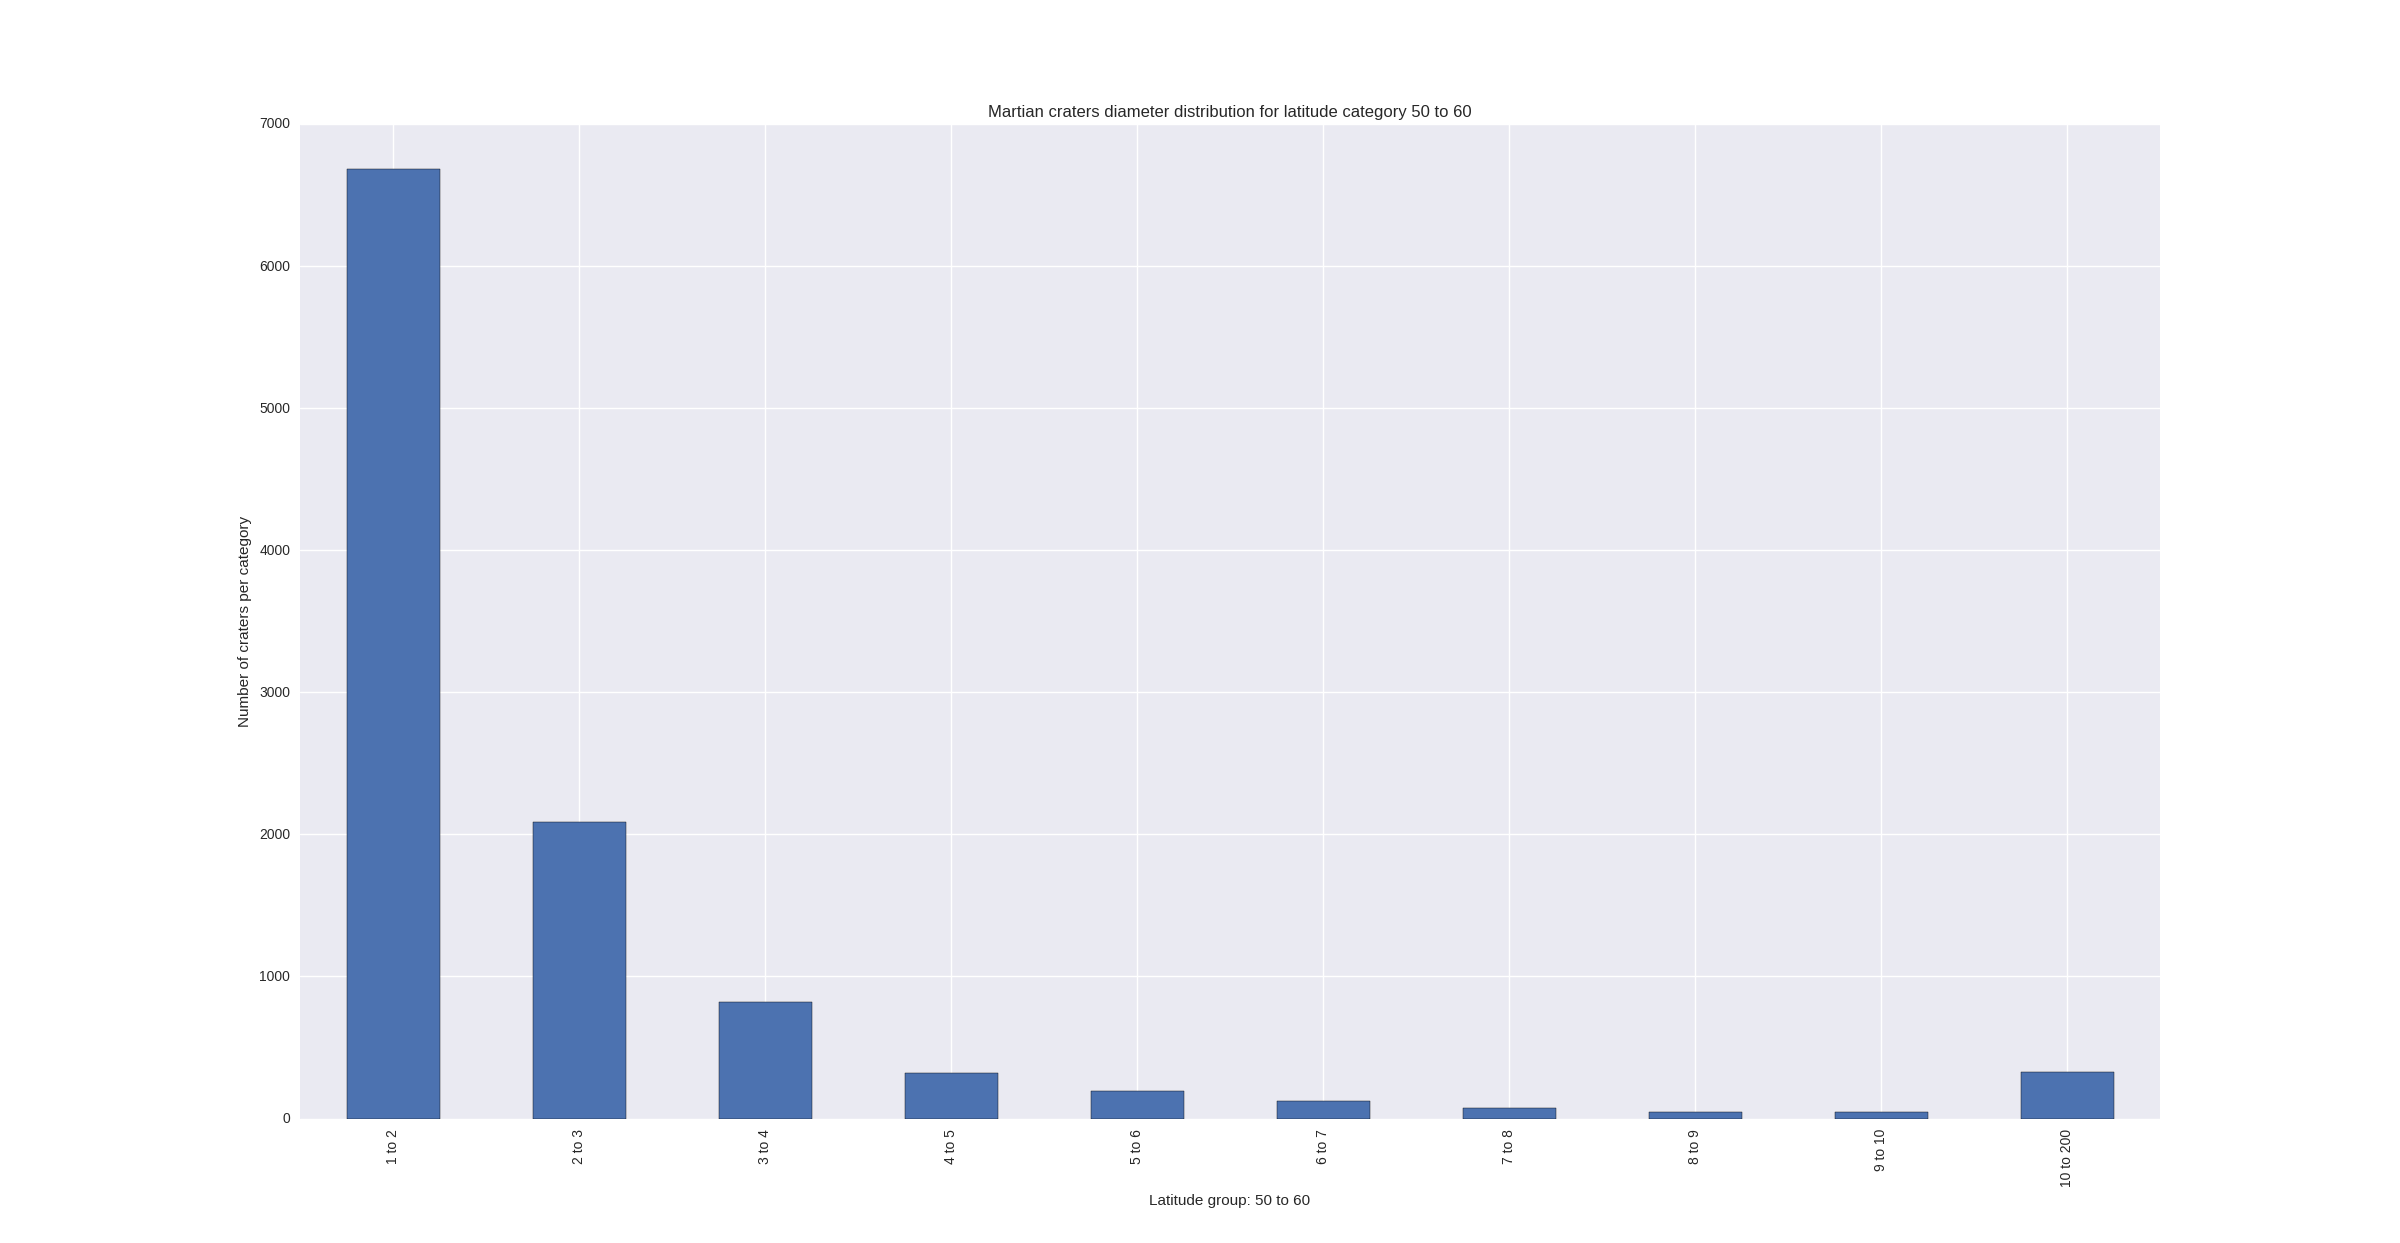 Martian craters diameter distribution for latitude category 50 to 60
7000
6000
5000
4000
3000
2000
1000
0
Number of craters per category
1 to 2
2 to 3
3 to 4
4 to 5
5 to 6
6 to 7
7 to 8
8 to 9
9 to 10
10 to 200
Latitude group: 50 to 60